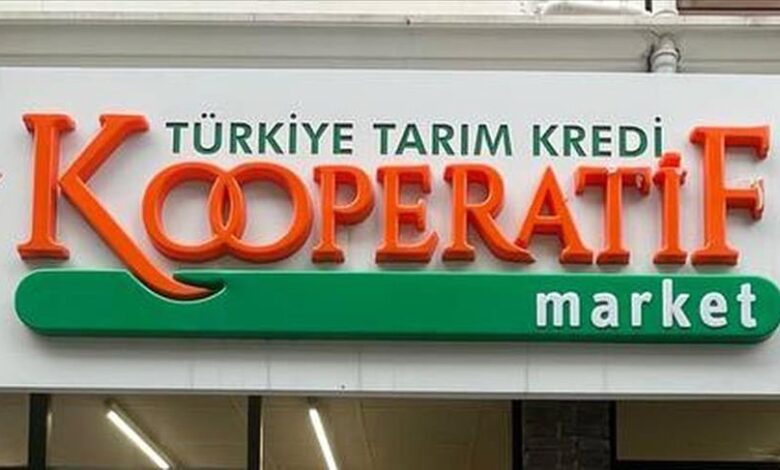 TÜRKİYE TARIM KREDİ
KOOPERATİF
market